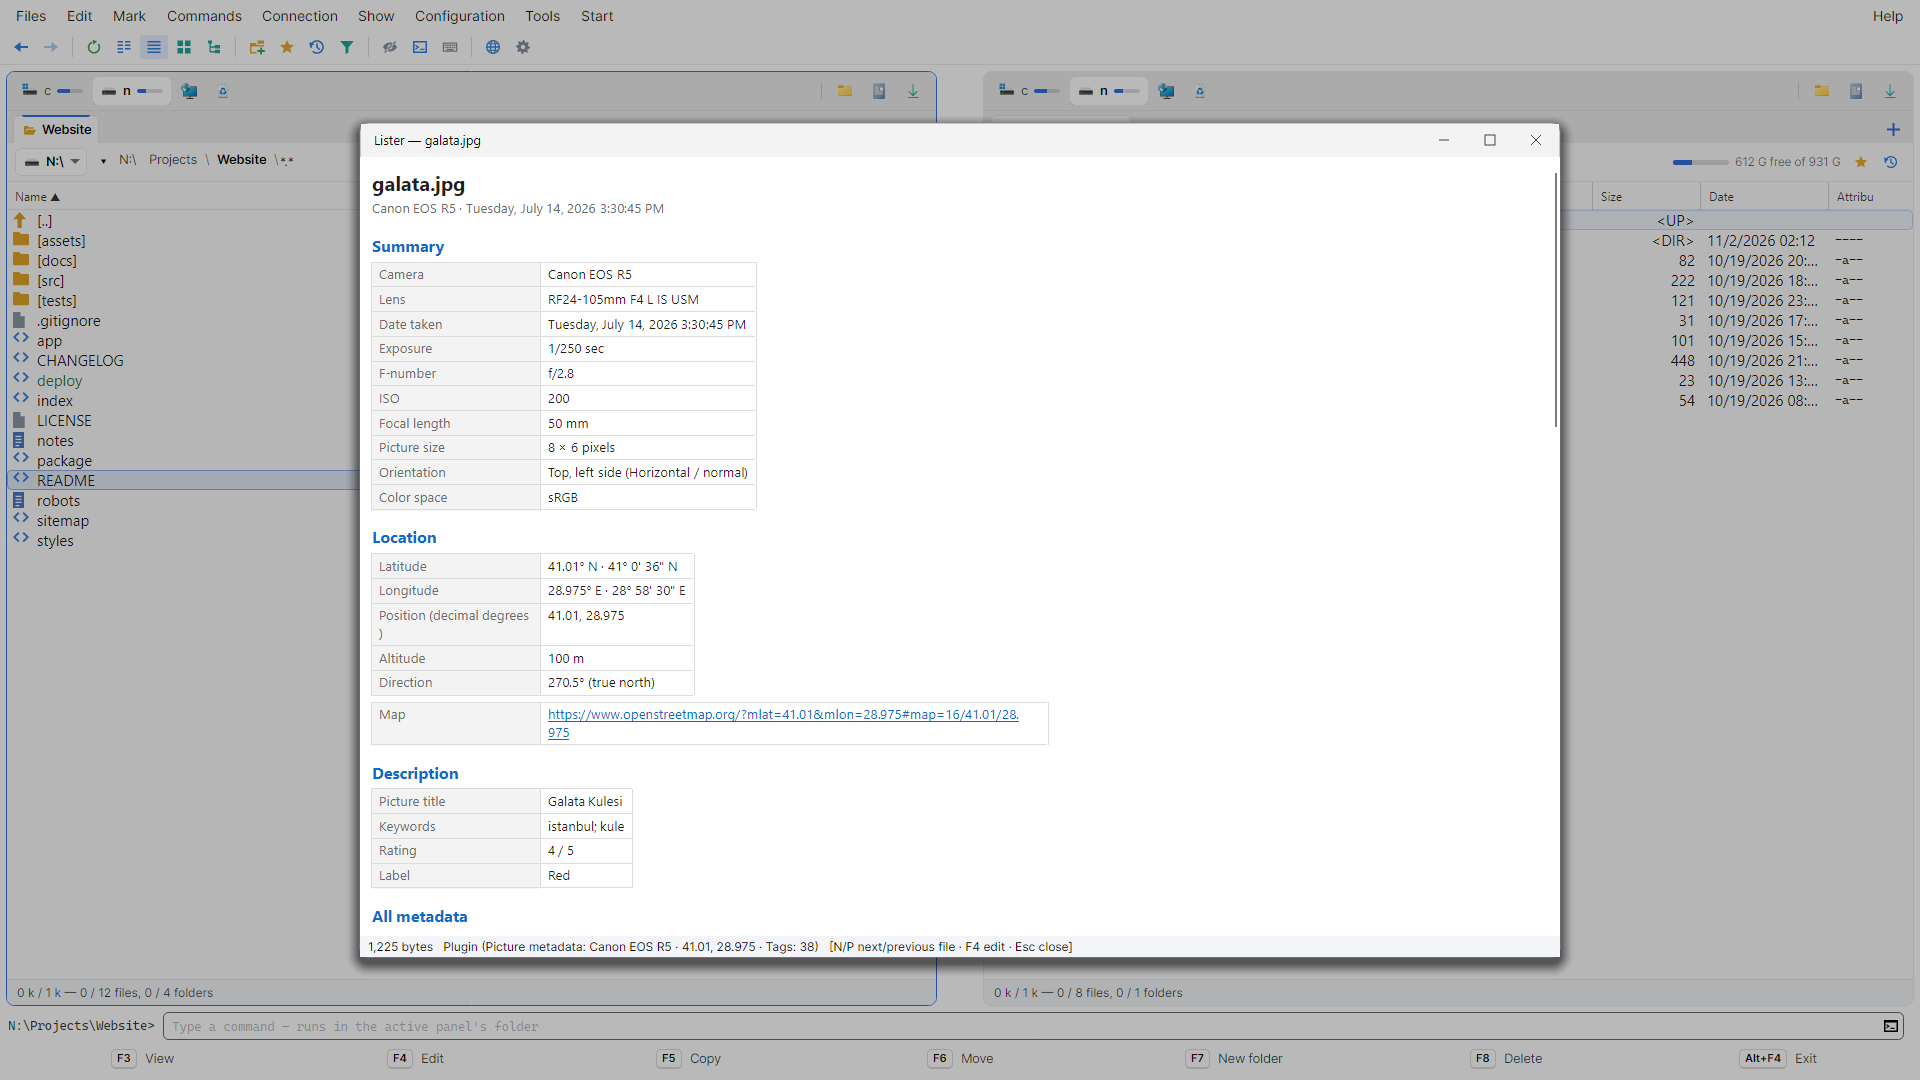 Files Edit Mark Commands Connection Show Configuration Tools Start Help
c n
c n
Website
N:\ N:\ Projects \ Website \*.*
612 G free of 931 G
Name
Size Date Attribu
[..]
[assets]
[docs]
[src]
[tests]
.gitignore
app
CHANGELOG
deploy
index
LICENSE
notes
package
README
robots
sitemap
styles
<UP>
<DIR> 11/2/2026 02:12 ----
82 10/19/2026 20:... -a--
222 10/19/2026 18:... -a--
121 10/19/2026 23:... -a--
31 10/19/2026 17:... -a--
101 10/19/2026 15:... -a--
448 10/19/2026 21:... -a--
23 10/19/2026 13:... -a--
54 10/19/2026 08:... -a--
Lister — galata.jpg
galata.jpg
Canon EOS R5 · Tuesday, July 14, 2026 3:30:45 PM
Summary
Camera Canon EOS R5
Lens RF24-105mm F4 L IS USM
Date taken Tuesday, July 14, 2026 3:30:45 PM
Exposure 1/250 sec
F-number f/2.8
ISO 200
Focal length 50 mm
Picture size 8 × 6 pixels
Orientation Top, left side (Horizontal / normal)
Color space sRGB
Location
Latitude 41.01° N · 41° 0' 36" N
Longitude 28.975° E · 28° 58' 30" E
Position (decimal degrees 41.01, 28.975
)
Altitude 100 m
Direction 270.5° (true north)
Map https://www.openstreetmap.org/?mlat=41.01&mlon=28.975#map=16/41.01/28.
975
Description
Picture title Galata Kulesi
Keywords istanbul; kule
Rating 4 / 5
Label Red
All metadata
1,225 bytes Plugin (Picture metadata: Canon EOS R5 · 41.01, 28.975 · Tags: 38) [N/P next/previous file · F4 edit · Esc close]
0 k / 1 k — 0 / 12 files, 0 / 4 folders
0 k / 1 k — 0 / 8 files, 0 / 1 folders
N:\Projects\Website> Type a command — runs in the active panel's folder
F3 View F4 Edit F5 Copy F6 Move F7 New folder F8 Delete Alt+F4 Exit